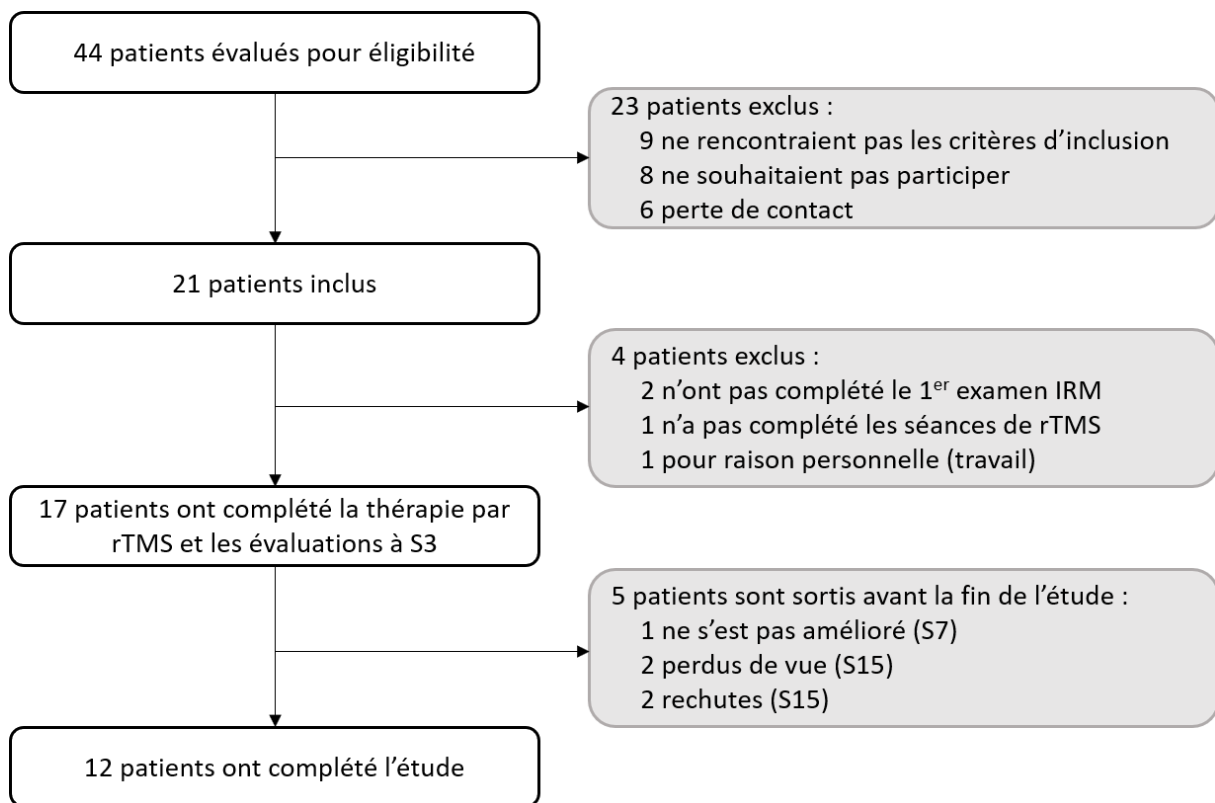 44 patients évalués pour éligibilité
23 patients exclus :
9 ne rencontraient pas les critères d’inclusion
8 ne souhaitaient pas participer
6 perte de contact
21 patients inclus
4 patients exclus :
2 n’ont pas complété le 1er examen IRM
1 n’a pas complété les séances de rTMS
1 pour raison personnelle (travail)
17 patients ont complété la thérapie par
rTMS et les évaluations à S3
5 patients sont sortis avant la fin de l’étude :
1 ne s’est pas amélioré (S7)
2 perdus de vue (S15)
2 rechutes (S15)
12 patients ont complété l’étude